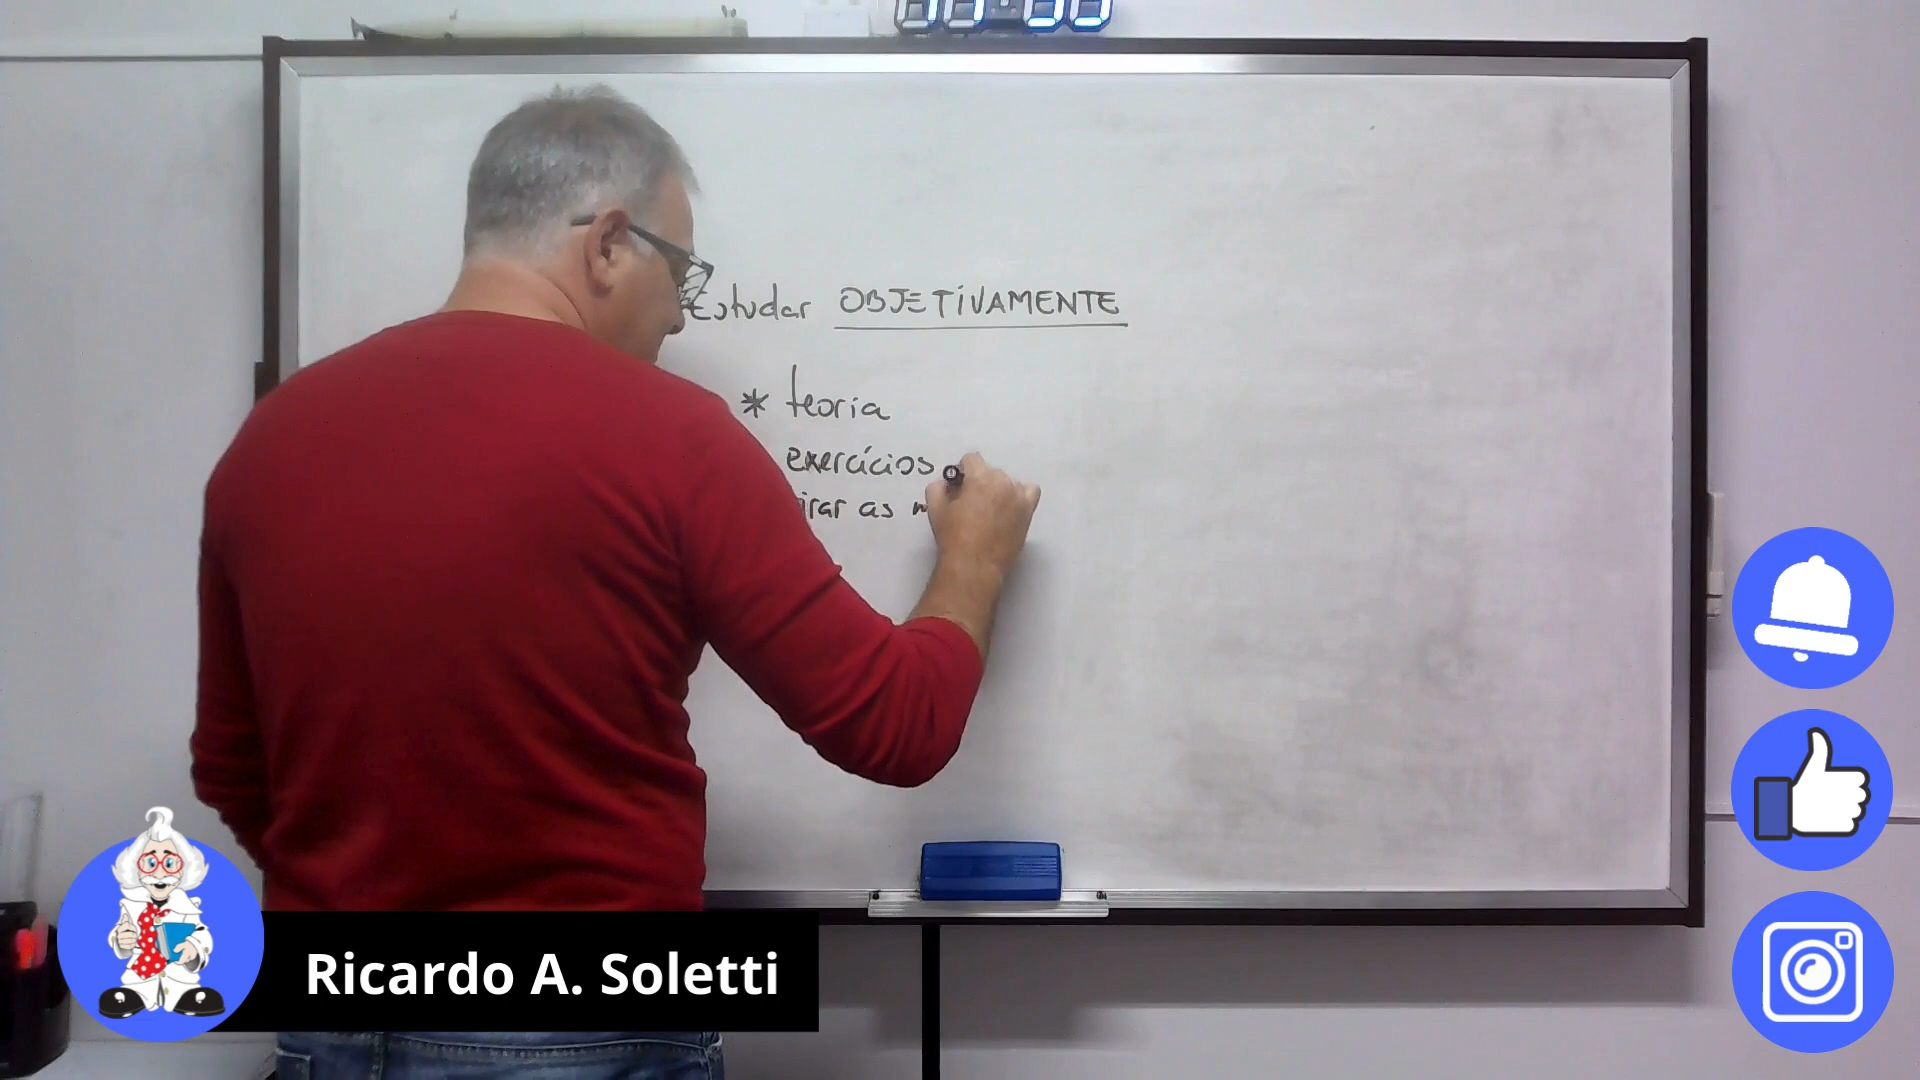 Estudar OBJETIVAMENTE
* teoria
exercícios
as
Ricardo A. Soletti